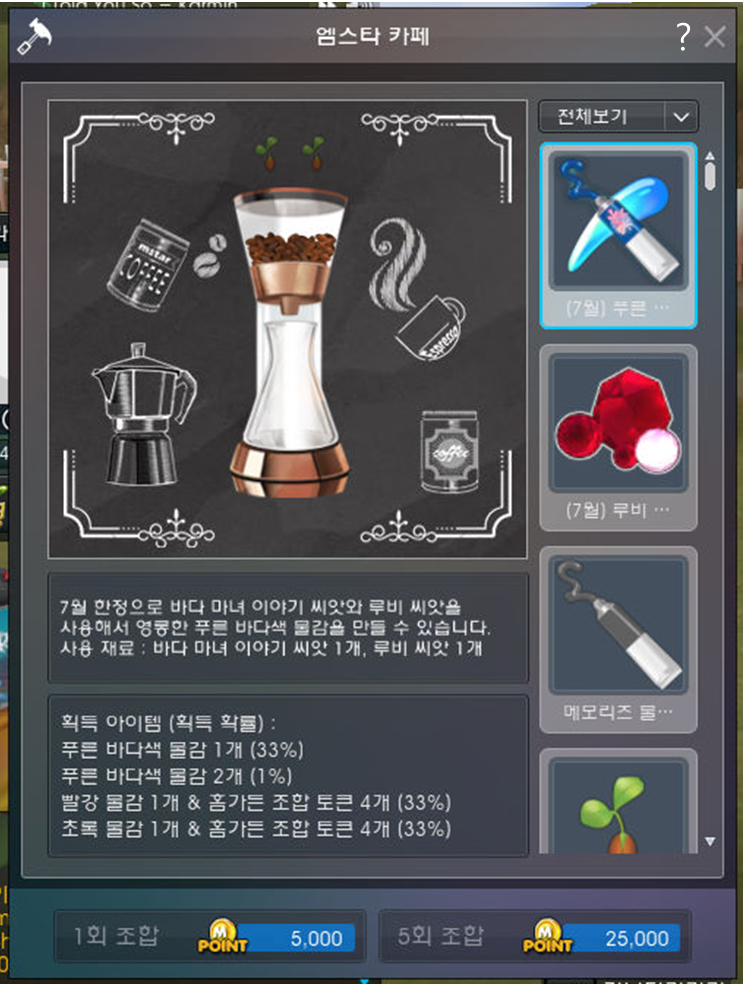 Told You So - Karmin
엠스타 카페
?
전체보기
mstar
COFFEE
Espresso
coffee
(7월) 푸른 ...
(7월) 루비 ...
메모리즈 물...
7월 한정으로 바다 마녀 이야기 씨앗와 루비 씨앗을
사용해서 영롱한 푸른 바다색 물감을 만들 수 있습니다.
사용 재료 : 바다 마녀 이야기 씨앗 1개, 루비 씨앗 1개
획득 아이템 (획득 확률) :
푸른 바다색 물감 1개 (33%)
푸른 바다색 물감 2개 (1%)
빨강 물감 1개 & 홈가든 조합 토큰 4개 (33%)
초록 물감 1개 & 홈가든 조합 토큰 4개 (33%)
1회 조합 M POINT 5,000
5회 조합 M POINT 25,000